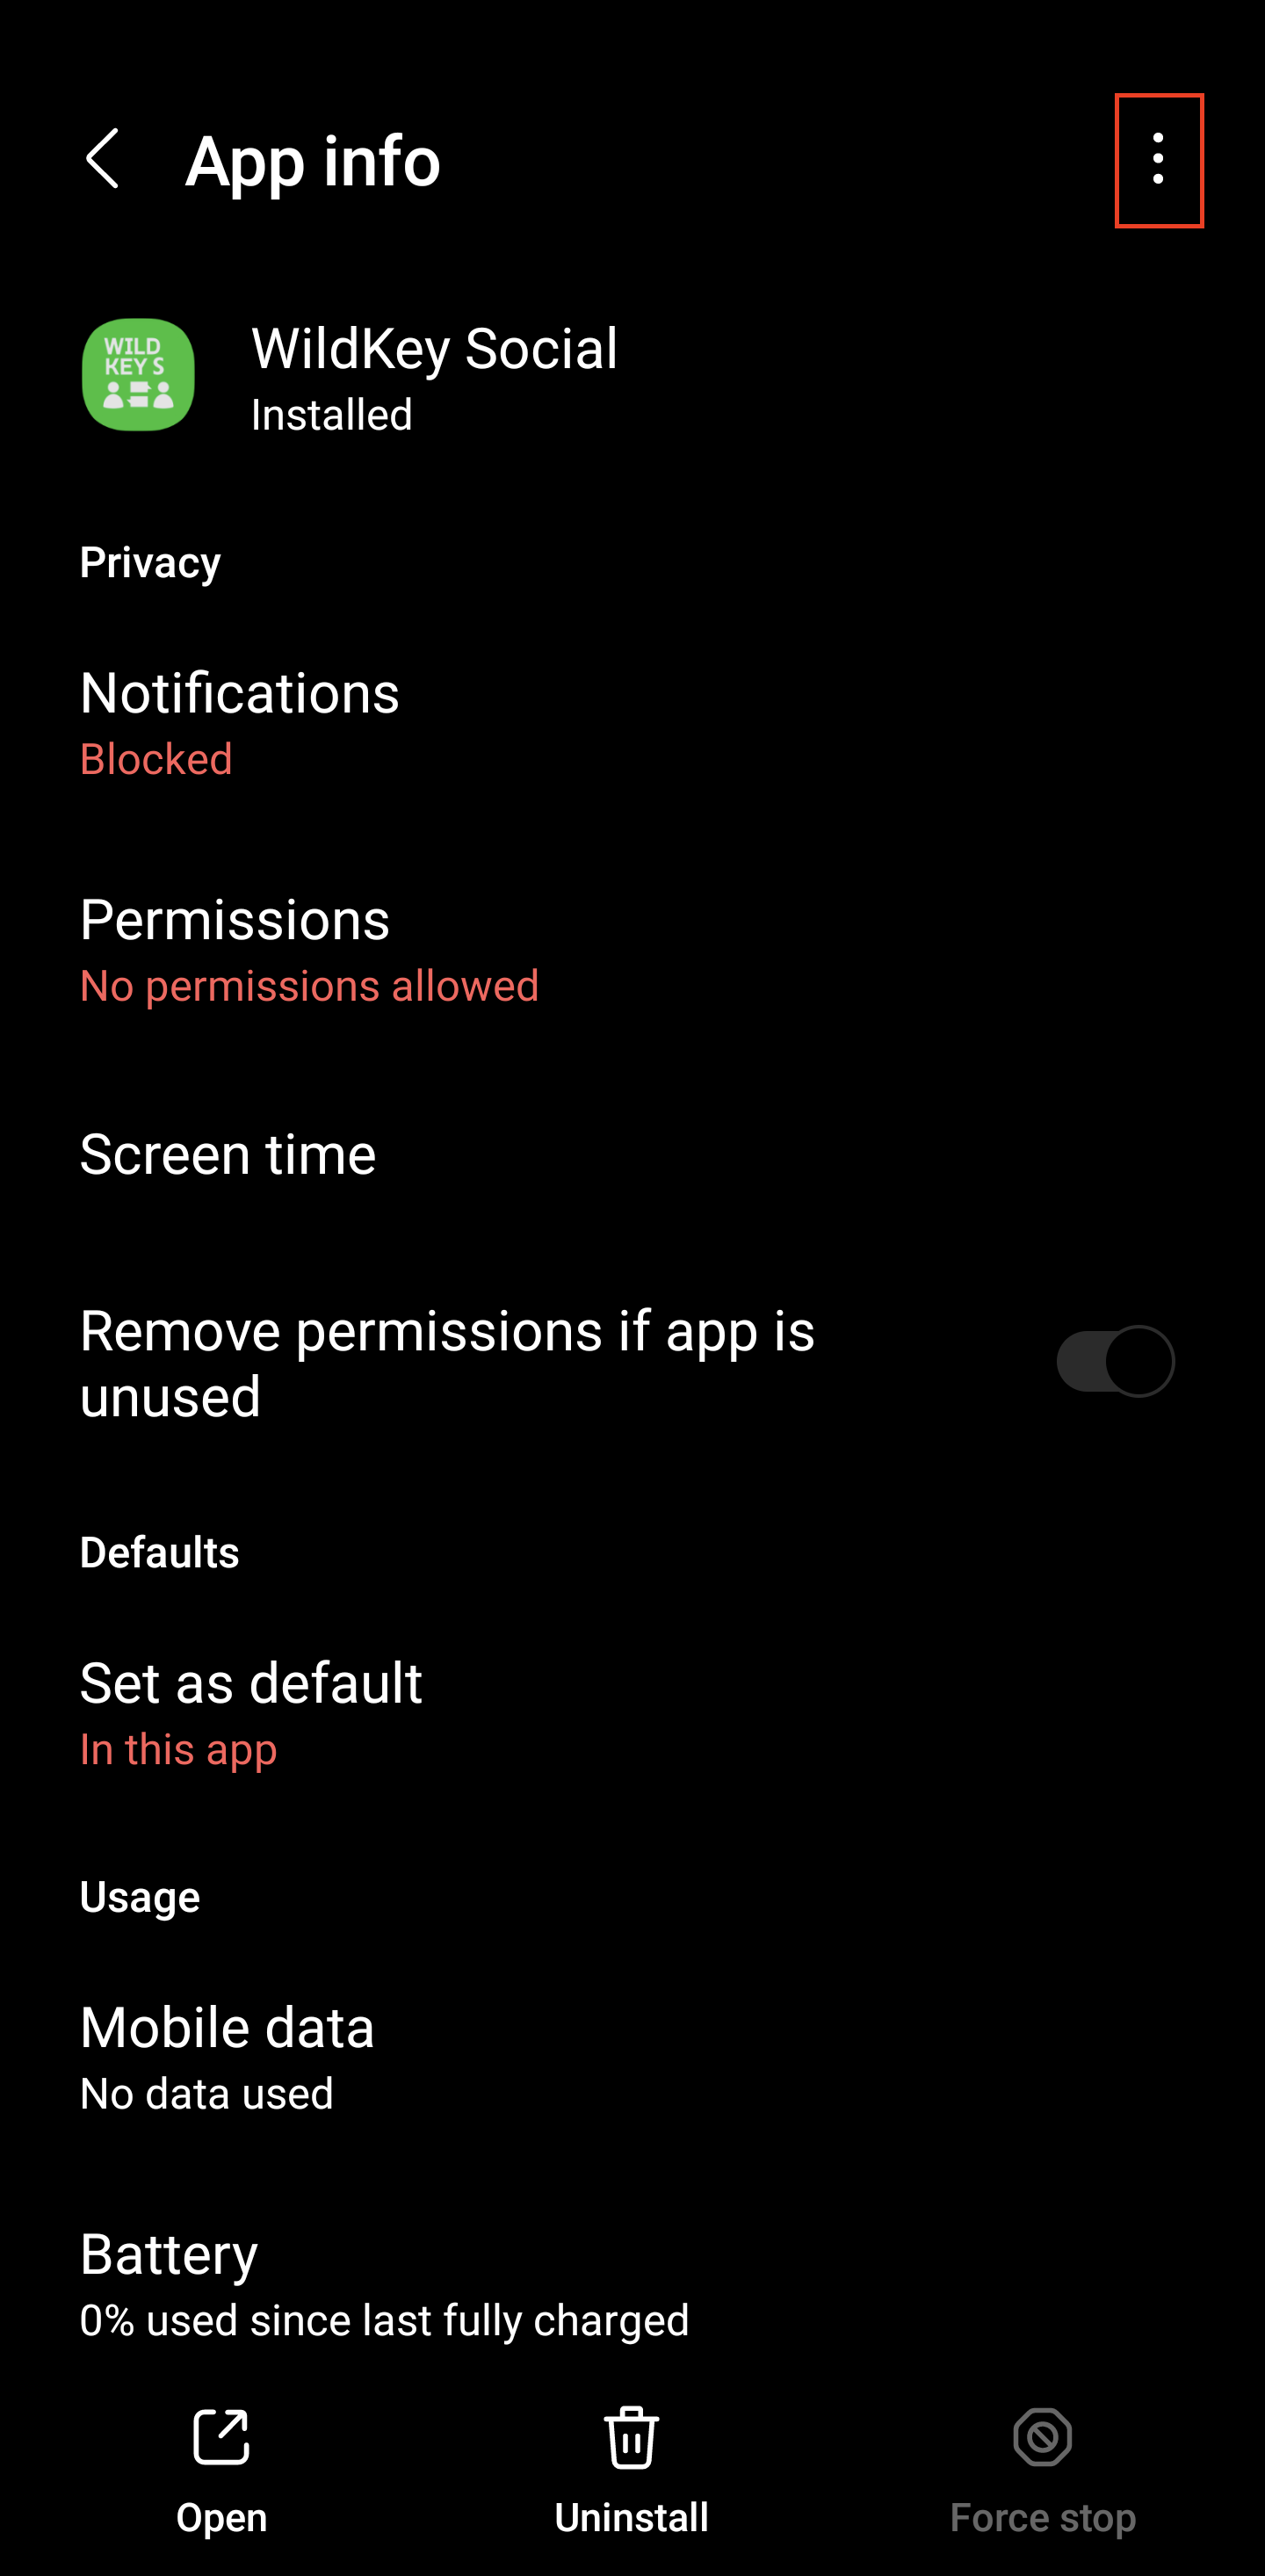 App info
WILD
KEY S
WildKey Social
Installed
Privacy
Notifications
Blocked
Permissions
No permissions allowed
Screen time
Remove permissions if app is
unused
Defaults
Set as default
In this app
Usage
Mobile data
No data used
Battery
0% used since last fully charged
Open
Uninstall
Force stop